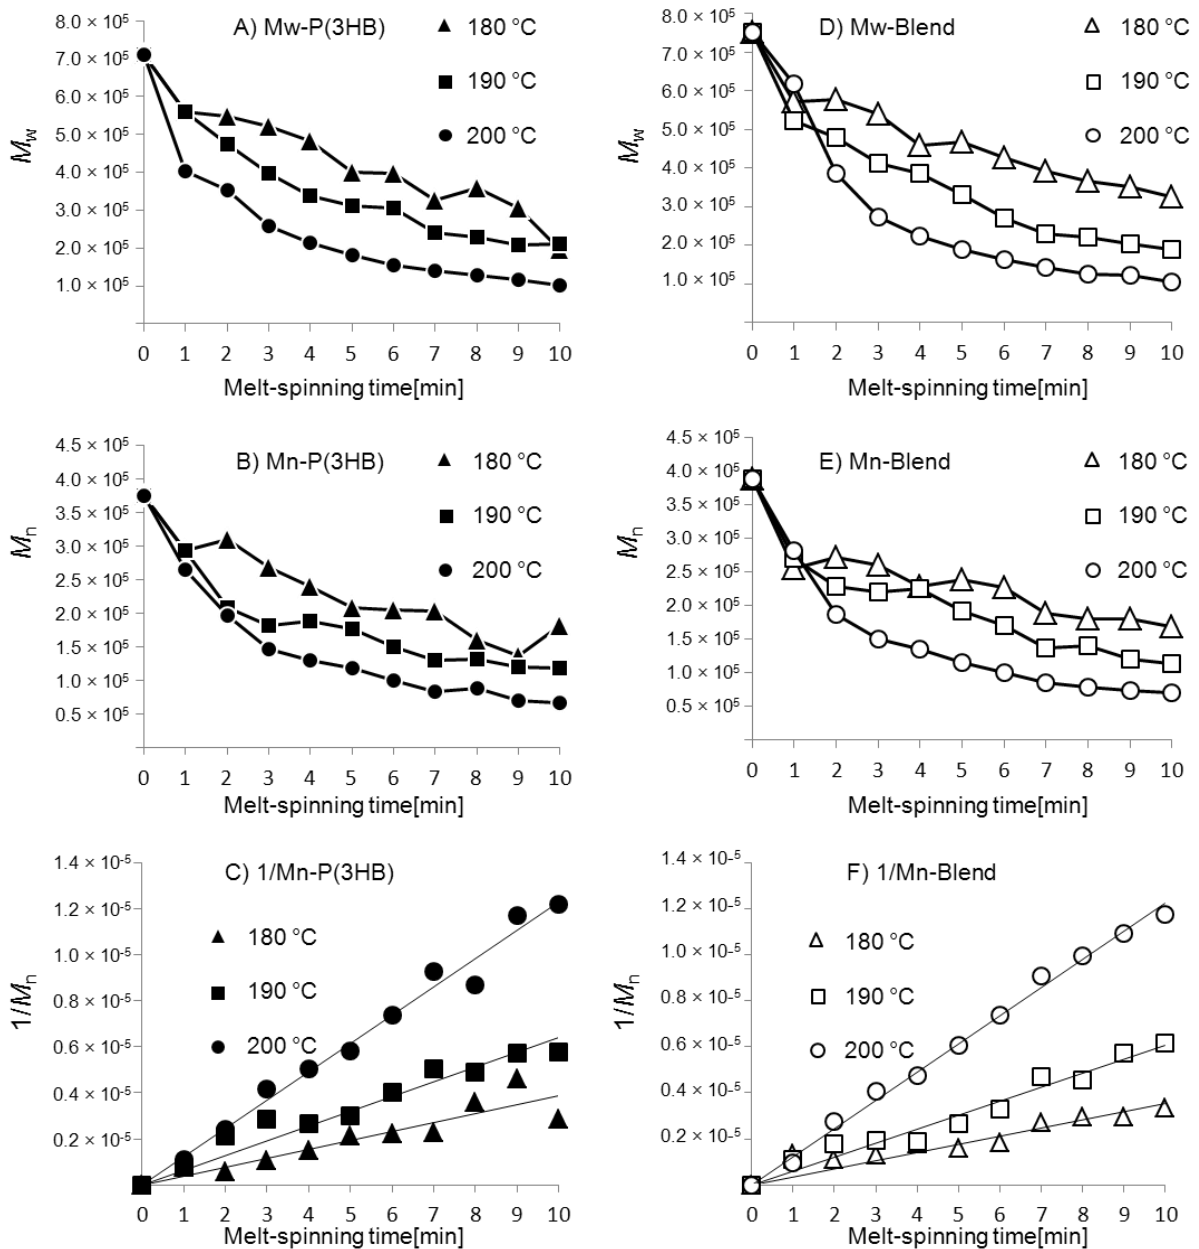 A) Mw-P(3HB)
180 °C
190 °C
200 °C
8.0 × 10⁵
7.0 × 10⁵
6.0 × 10⁵
5.0 × 10⁵
4.0 × 10⁵
3.0 × 10⁵
2.0 × 10⁵
1.0 × 10⁵
Mw
0 1 2 3 4 5 6 7 8 9 10
Melt-spinning time[min]
D) Mw-Blend
180 °C
190 °C
200 °C
8.0 × 10⁵
7.0 × 10⁵
6.0 × 10⁵
5.0 × 10⁵
4.0 × 10⁵
3.0 × 10⁵
2.0 × 10⁵
1.0 × 10⁵
Mw
0 1 2 3 4 5 6 7 8 9 10
Melt-spinning time[min]
B) Mn-P(3HB)
180 °C
190 °C
200 °C
4.5 × 10⁵
4.0 × 10⁵
3.5 × 10⁵
3.0 × 10⁵
2.5 × 10⁵
2.0 × 10⁵
1.5 × 10⁵
1.0 × 10⁵
0.5 × 10⁵
Mn
0 1 2 3 4 5 6 7 8 9 10
Melt-spinning time[min]
E) Mn-Blend
180 °C
190 °C
200 °C
4.5 × 10⁵
4.0 × 10⁵
3.5 × 10⁵
3.0 × 10⁵
2.5 × 10⁵
2.0 × 10⁵
1.5 × 10⁵
1.0 × 10⁵
0.5 × 10⁵
Mn
0 1 2 3 4 5 6 7 8 9 10
Melt-spinning time[min]
C) 1/Mn-P(3HB)
180 °C
190 °C
200 °C
1.4 × 10⁻⁵
1.2 × 10⁻⁵
1.0 × 10⁻⁵
0.8 × 10⁻⁵
0.6 × 10⁻⁵
0.4 × 10⁻⁵
0.2 × 10⁻⁵
1/Mn
0 1 2 3 4 5 6 7 8 9 10
Melt-spinning time[min]
F) 1/Mn-Blend
180 °C
190 °C
200 °C
1.4 × 10⁻⁵
1.2 × 10⁻⁵
1.0 × 10⁻⁵
0.8 × 10⁻⁵
0.6 × 10⁻⁵
0.4 × 10⁻⁵
0.2 × 10⁻⁵
1/Mn
0 1 2 3 4 5 6 7 8 9 10
Melt-spinning time[min]